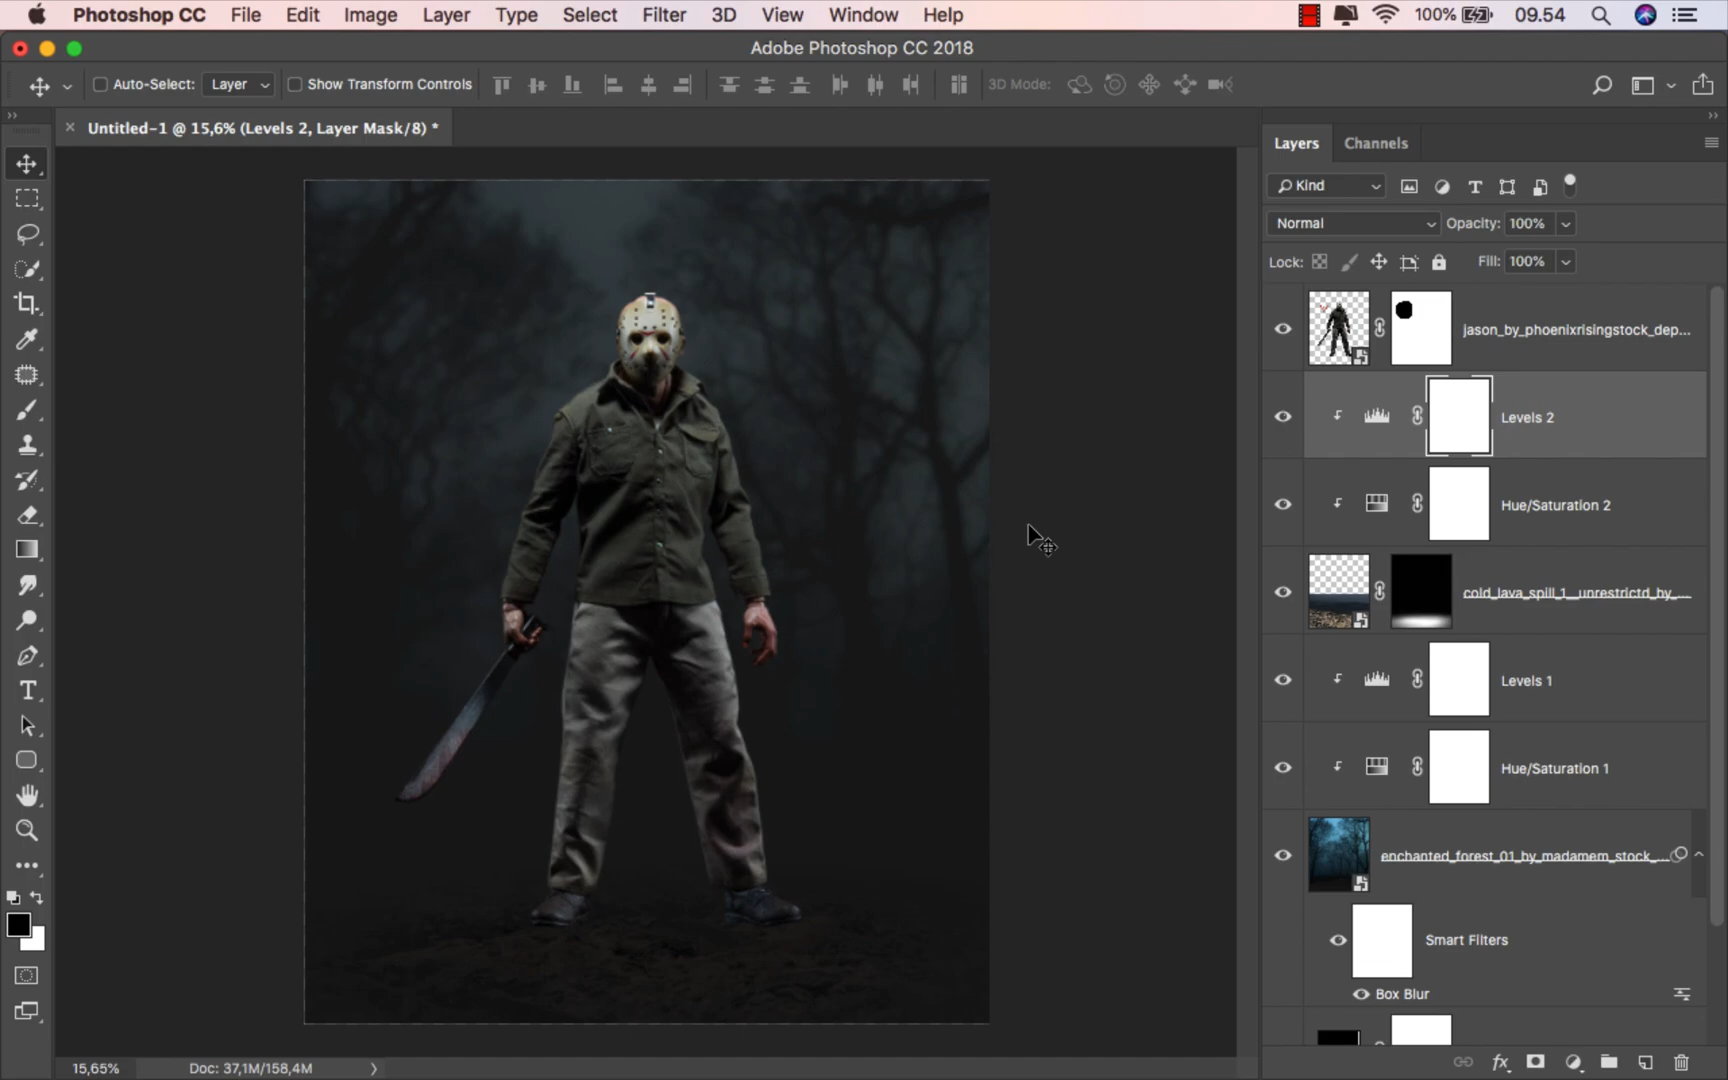 Photoshop CC File Edit Image Layer Type Select Filter 3D View Window Help 100% 09.54
Adobe Photoshop CC 2018
Auto-Select: Layer Show Transform Controls 3D Mode:
Untitled-1 @ 15,6% (Levels 2, Layer Mask/8) *
Layers Channels
Kind
Normal Opacity: 100%
Lock: Fill: 100%
jason_by_phoenixrisingstock_dep...
Levels 2
Hue/Saturation 2
cold_lava_spill_1__unrestrictd_by_...
Levels 1
Hue/Saturation 1
enchanted_forest_01_by_madamem_stock_...
Smart Filters
Box Blur
15,65% Doc: 37,1M/158,4M